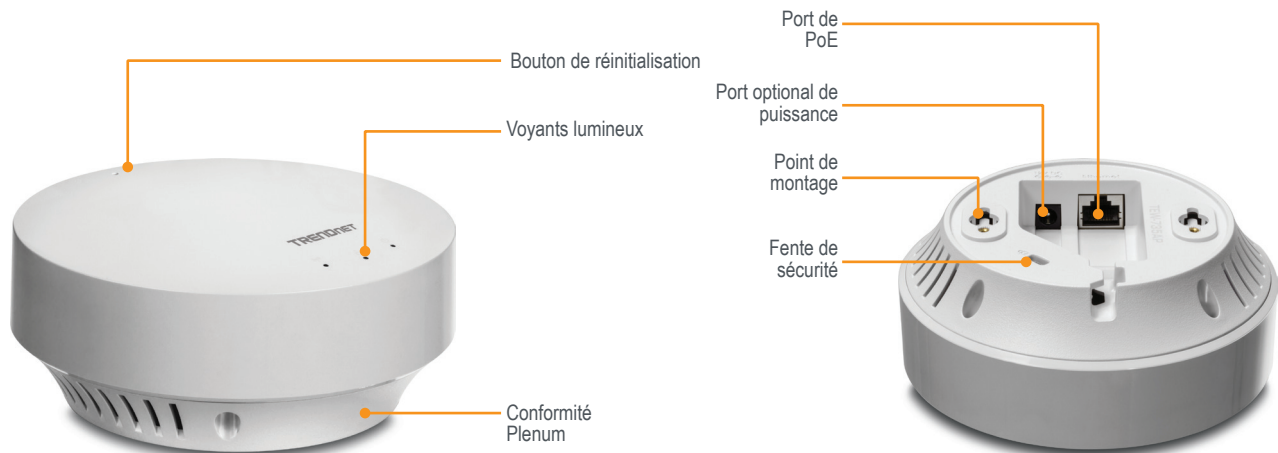 Bouton de réinitialisation
Voyants lumineux
TRENDNET
Conformité
Plenum
Port de
PoE
Port optional de
puissance
Point de
montage
Fente de
sécurité